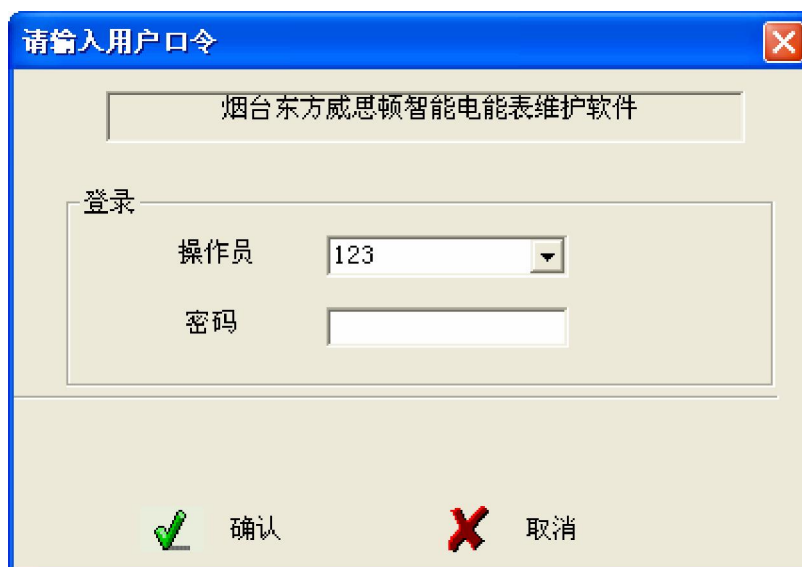 请输入用户口令
烟台东方威思顿智能电能表维护软件
登录
操作员 123
密码
确认 取消